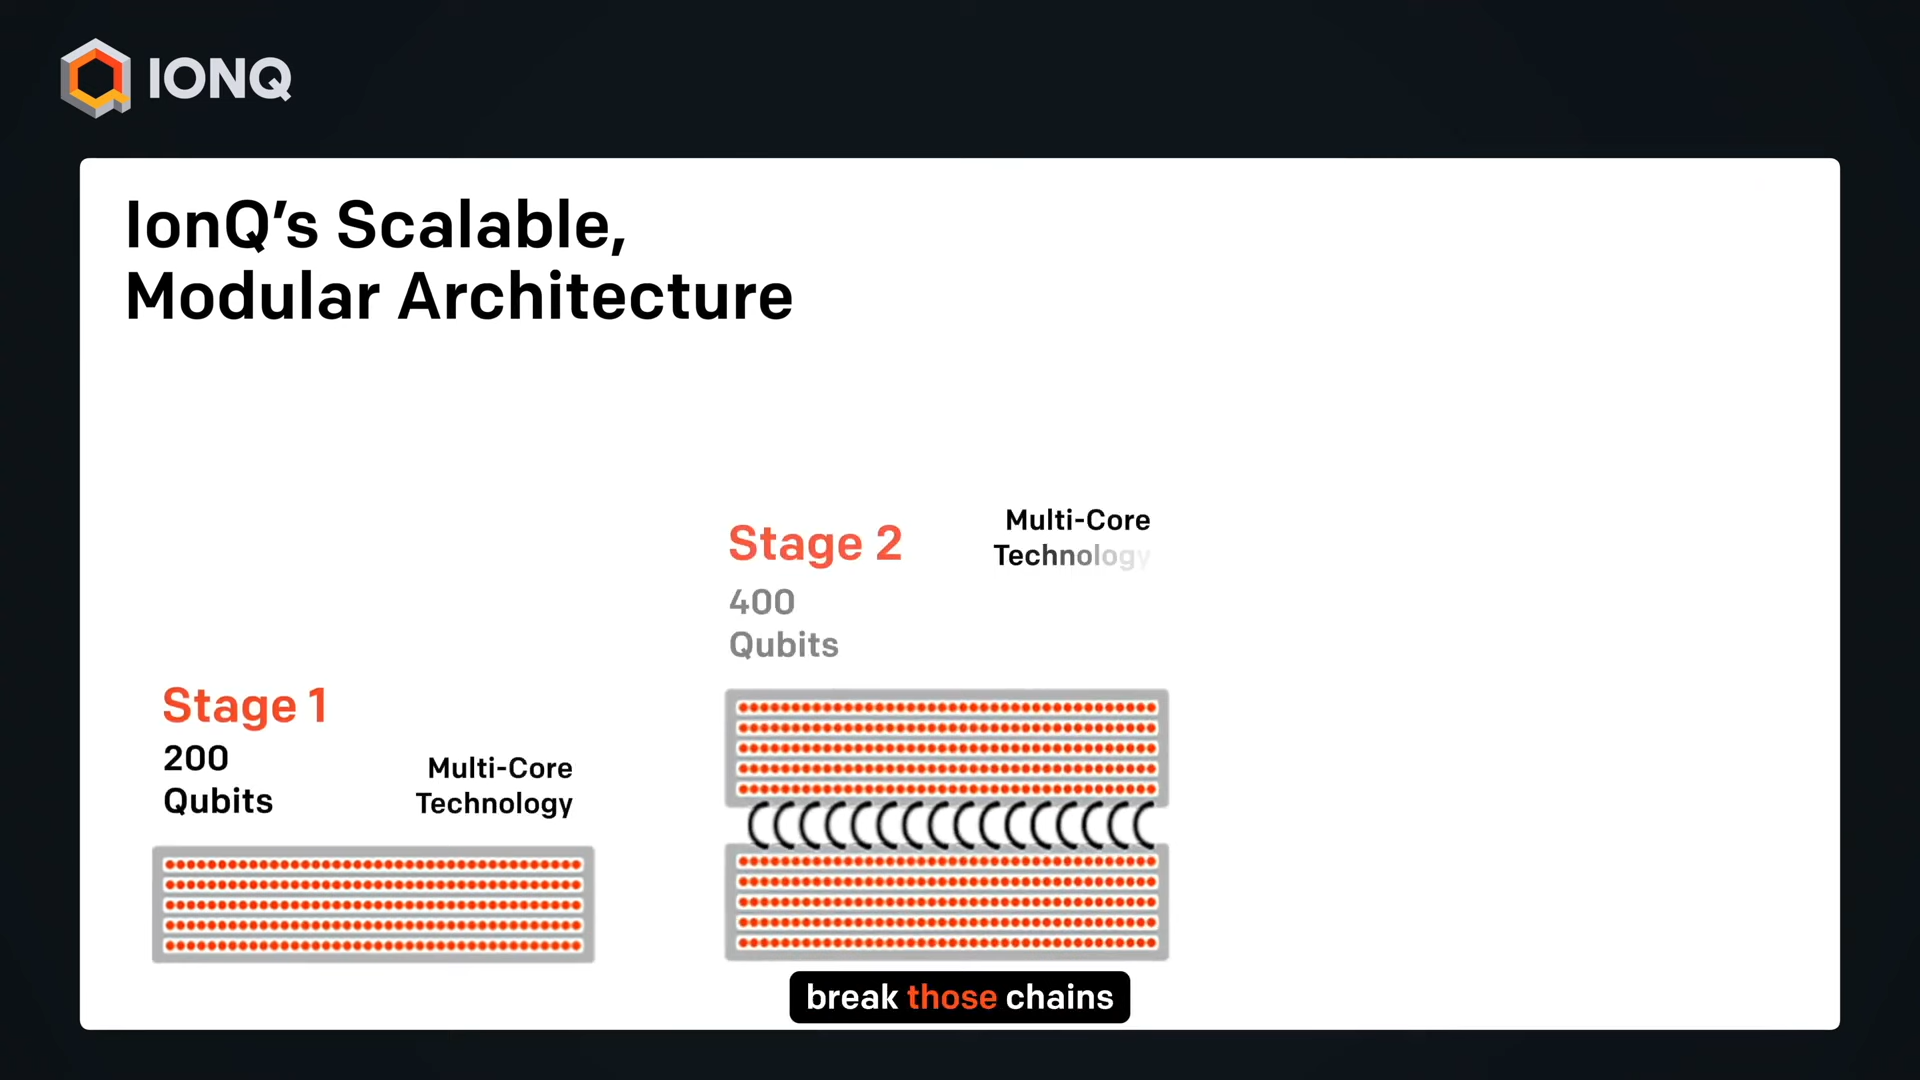 IONQ
IonQ's Scalable,
Modular Architecture
Stage 1
200
Qubits
Multi-Core
Technology
Stage 2
400
Qubits
Multi-Core
Technology
break those chains